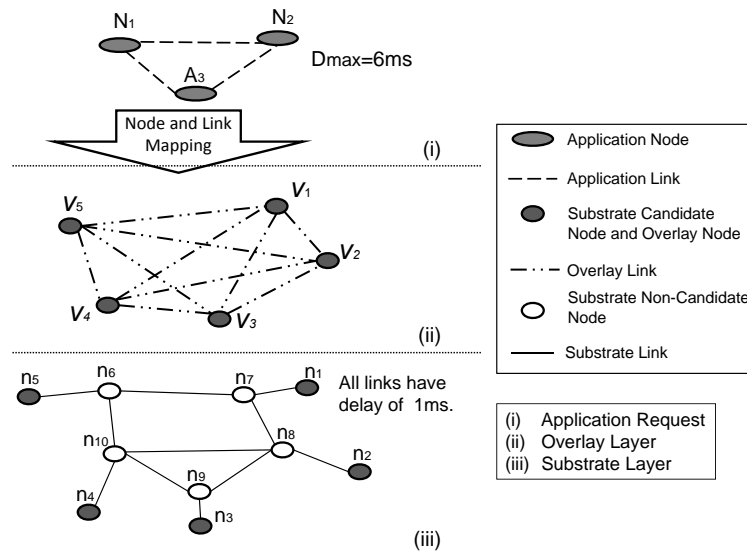 N1
N2
Dmax=6ms
A3
Node and Link
Mapping
(i)
V1
V5
V2
V4
V3
(ii)
n6
n7
n1
n5
All links have
delay of 1ms.
n10
n8
n2
n9
n4
n3
(iii)
Application Node
Application Link
Substrate Candidate
Node and Overlay Node
Overlay Link
Substrate Non-Candidate
Node
Substrate Link
(i) Application Request
(ii) Overlay Layer
(iii) Substrate Layer